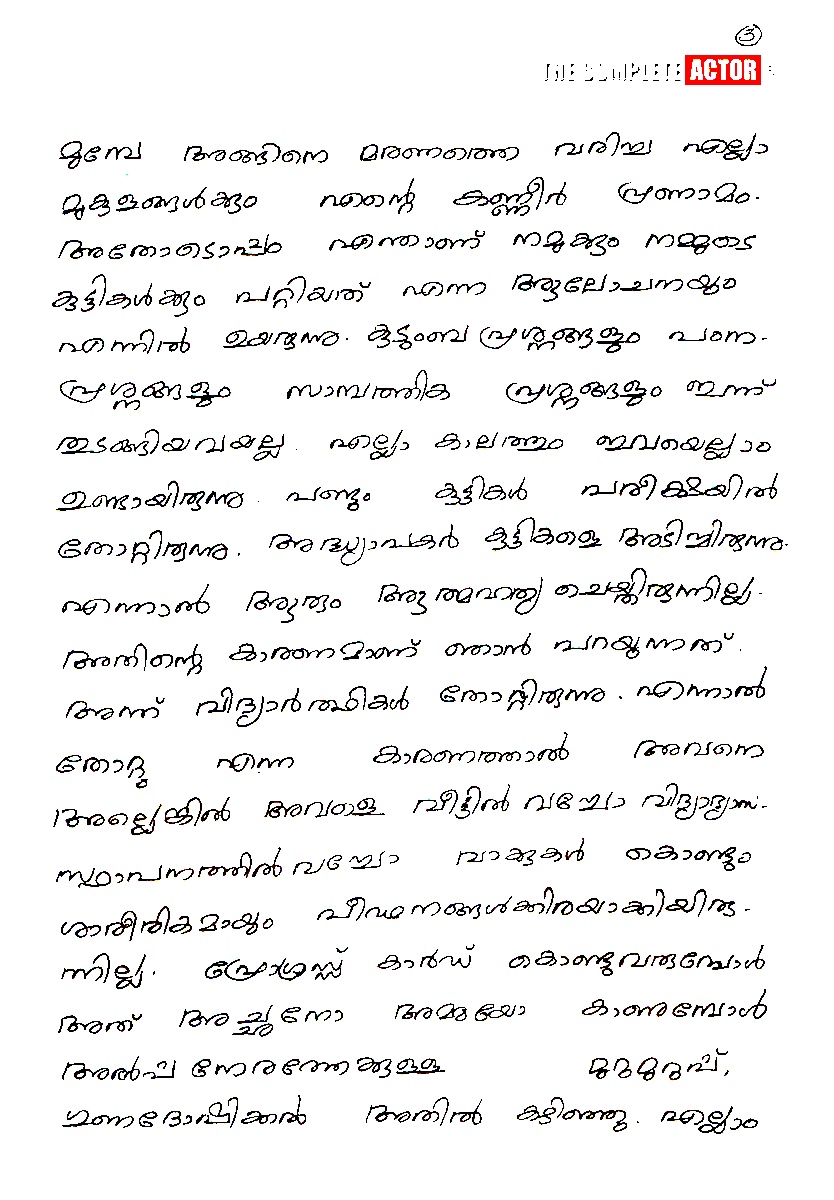 3
THE COMPLETE ACTOR
മുമ്പേ അങ്ങിനെ മരണത്തെ വരിച്ച എല്ലാ
മുകുളങ്ങൾക്കും എന്റെ കണ്ണീർ പ്രണാമം.
അതോടൊപ്പം എന്താണ് നമുക്കും നമ്മുടെ
കുട്ടികൾക്കും പറ്റിയത് എന്ന ആലോചനയും
എന്നിൽ ഉയരുന്നു. കുടുംബ പ്രശ്നങ്ങളും പഠന-
പ്രശ്നങ്ങളും സാമ്പത്തിക പ്രശ്നങ്ങളും ഇന്ന്
തുടങ്ങിയവയല്ല. എല്ലാ കാലത്തും ഇവയെല്ലാം
ഉണ്ടായിരുന്നു. പണ്ടും കുട്ടികൾ പരീക്ഷയിൽ
തോറ്റിരുന്നു. അദ്ധ്യാപകർ കുട്ടികളെ അടിച്ചിരുന്നു.
എന്നാൽ ആരും ആത്മഹത്യ ചെയ്തിരുന്നില്ല.
അതിന്റെ കാരണമാണ് ഞാൻ പറയുന്നത്.
അന്ന് വിദ്യാർത്ഥികൾ തോറ്റിരുന്നു. എന്നാൽ
തോറ്റു എന്ന കാരണത്താൽ അവനെ
അല്ലെങ്കിൽ അവളെ വീട്ടിൽ വച്ചോ വിദ്യാഭ്യാസ-
സ്ഥാപനത്തിൽ വച്ചോ വാക്കുകൾ കൊണ്ടും
ശാരീരികമായും പീഢനങ്ങൾക്കിരയാക്കിയിരു-
ന്നില്ല. പ്രോഗ്രസ്സ് കാർഡ് കൊണ്ടുവരുമ്പോൾ
അത് അച്ഛനോ അമ്മയോ കാണുമ്പോൾ
അൽപ നേരത്തേക്കുള്ള മുറുമുറുപ്പ്,
ഗുണദോഷിക്കൽ അതിൽ കഴിഞ്ഞു. എല്ലാം